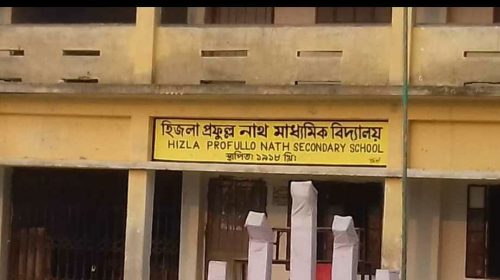 হিজলা প্রফুল্ল নাথ মাধ্যমিক বিদ্যালয়
HIZLA PROFULLO NATH SECONDARY SCHOOL
স্থাপিতঃ ১৯১৮ খ্রি।